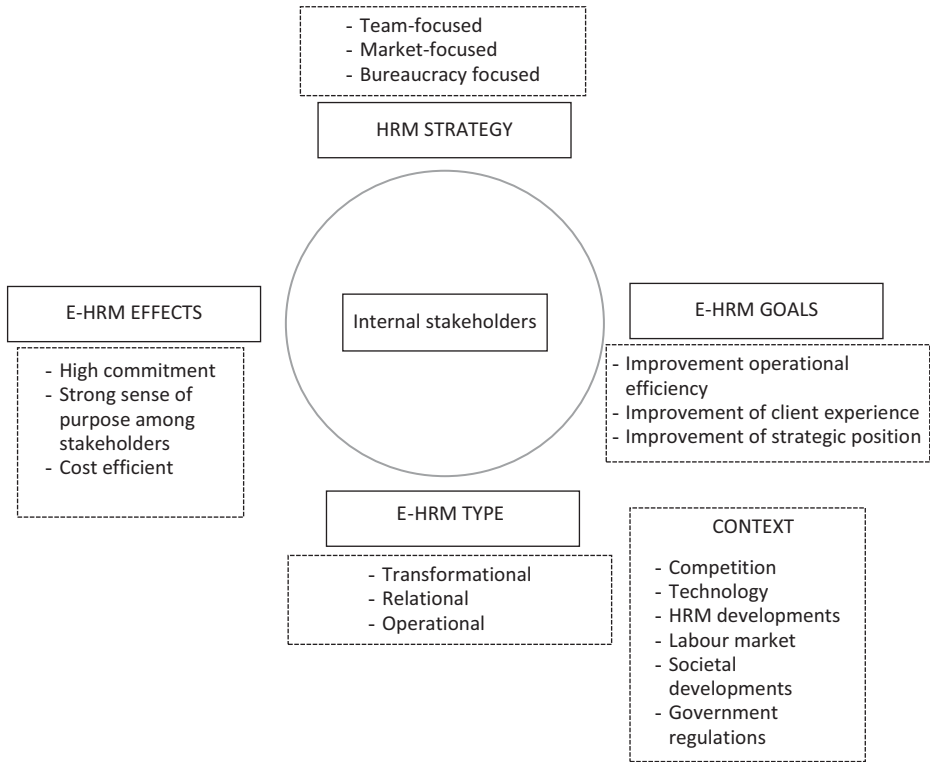 - Team-focused
- Market-focused
- Bureaucracy focused
HRM STRATEGY
Internal stakeholders
E-HRM EFFECTS
- High commitment
- Strong sense of
purpose among
stakeholders
- Cost efficient
E-HRM GOALS
- Improvement operational
efficiency
- Improvement of client experience
- Improvement of strategic position
E-HRM TYPE
- Transformational
- Relational
- Operational
CONTEXT
- Competition
- Technology
- HRM developments
- Labour market
- Societal
developments
- Government
regulations